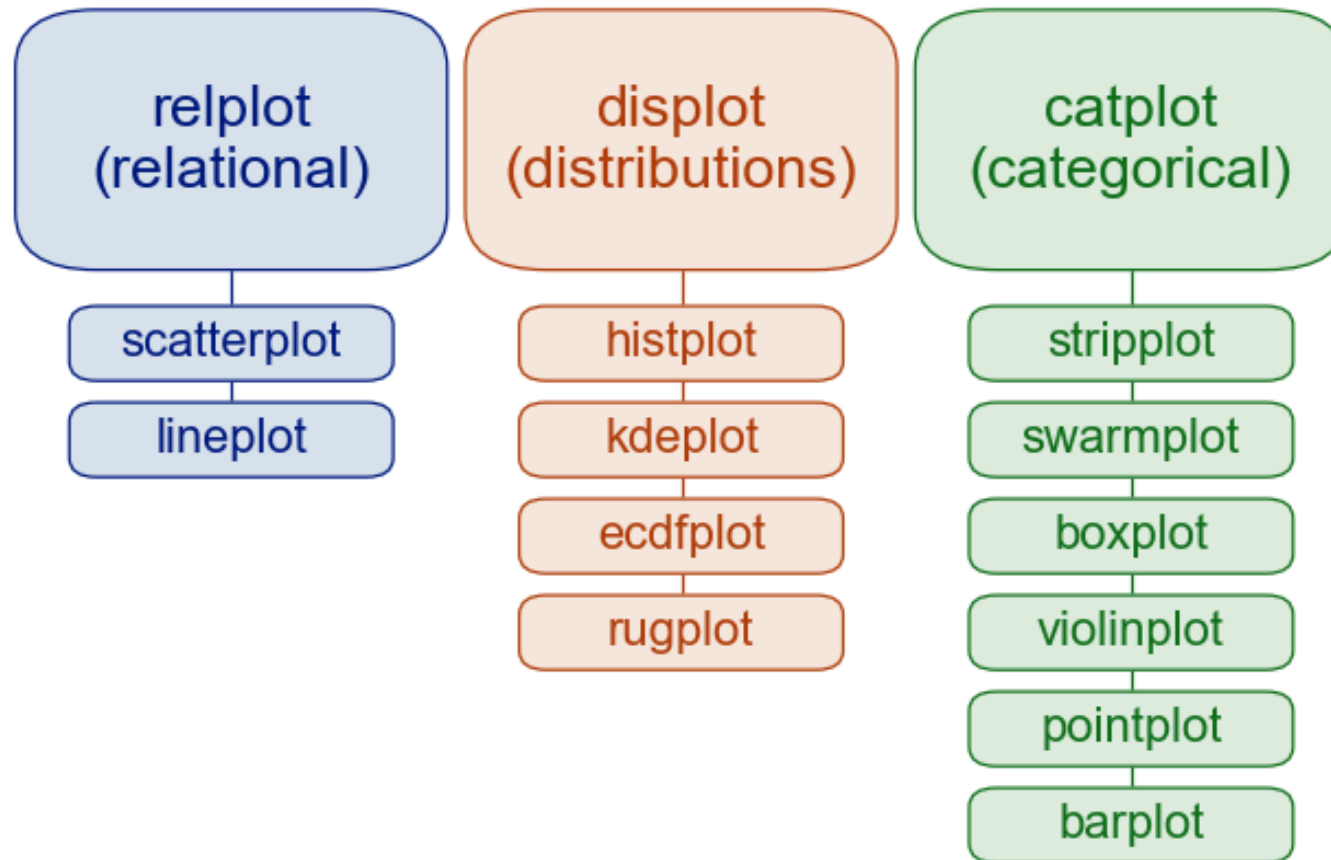 relplot
(relational)
scatterplot
lineplot
displot
(distributions)
histplot
kdeplot
ecdfplot
rugplot
catplot
(categorical)
stripplot
swarmplot
boxplot
violinplot
pointplot
barplot